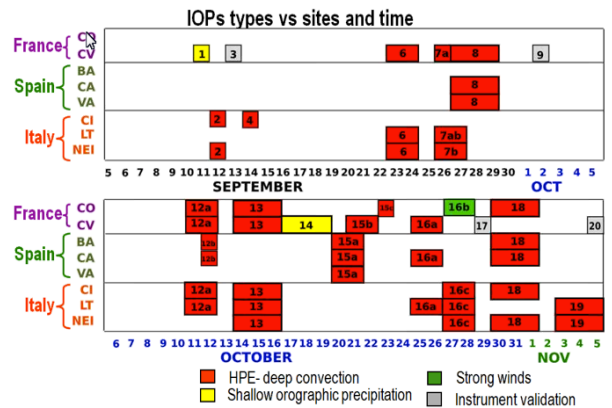 IOPs types vs sites and time
France CO
CV 1 3 6 7a 8 9
BA
Spain CA 8
VA 8
CI 2 4
Italy LT 6 7ab
NEI 2 6 7b
5 6 7 8 9 10 11 12 13 14 15 16 17 18 19 20 21 22 23 24 25 26 27 28 29 30 1 2 3 4 5
SEPTEMBER OCT
France CO 12a 13 15c 16b 18
CV 12a 13 14 15b 16a 17 20
BA 12b 15a 18
Spain CA 12b 15a 16a 18
VA 15a
CI 12a 13 16c 18
Italy LT 12a 13 16a 16c 19
NEI 13 16c 18 19
6 7 8 9 10 11 12 13 14 15 16 17 18 19 20 21 22 23 24 25 26 27 28 29 30 31 1 2 3 4 5
OCTOBER NOV
HPE- deep convection Strong winds
Shallow orographic precipitation Instrument validation